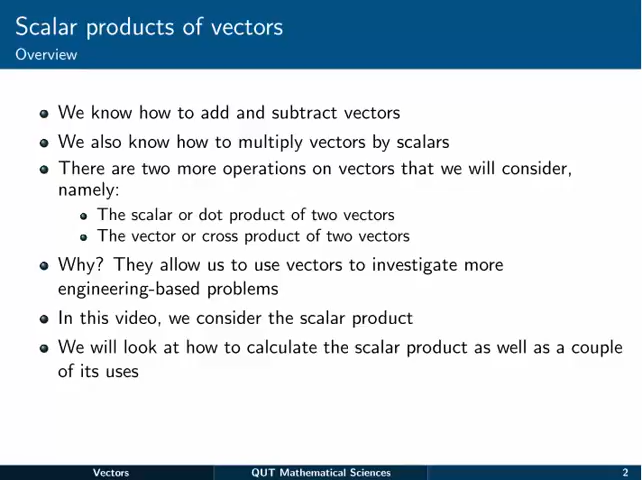 Scalar products of vectors
Overview
We know how to add and subtract vectors
We also know how to multiply vectors by scalars
There are two more operations on vectors that we will consider,
namely:
The scalar or dot product of two vectors
The vector or cross product of two vectors
Why? They allow us to use vectors to investigate more
engineering-based problems
In this video, we consider the scalar product
We will look at how to calculate the scalar product as well as a couple
of its uses
Vectors QUT Mathematical Sciences 2